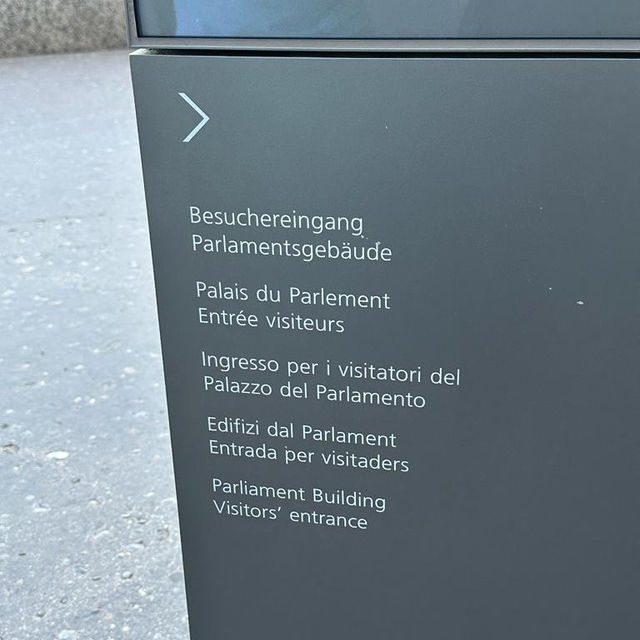 Besuchereingang
Parlamentsgebäude
Palais du Parlement
Entrée visiteurs
Ingresso per i visitatori del
Palazzo del Parlamento
Edifizi dal Parlament
Entrada per visitaders
Parliament Building
Visitors’ entrance